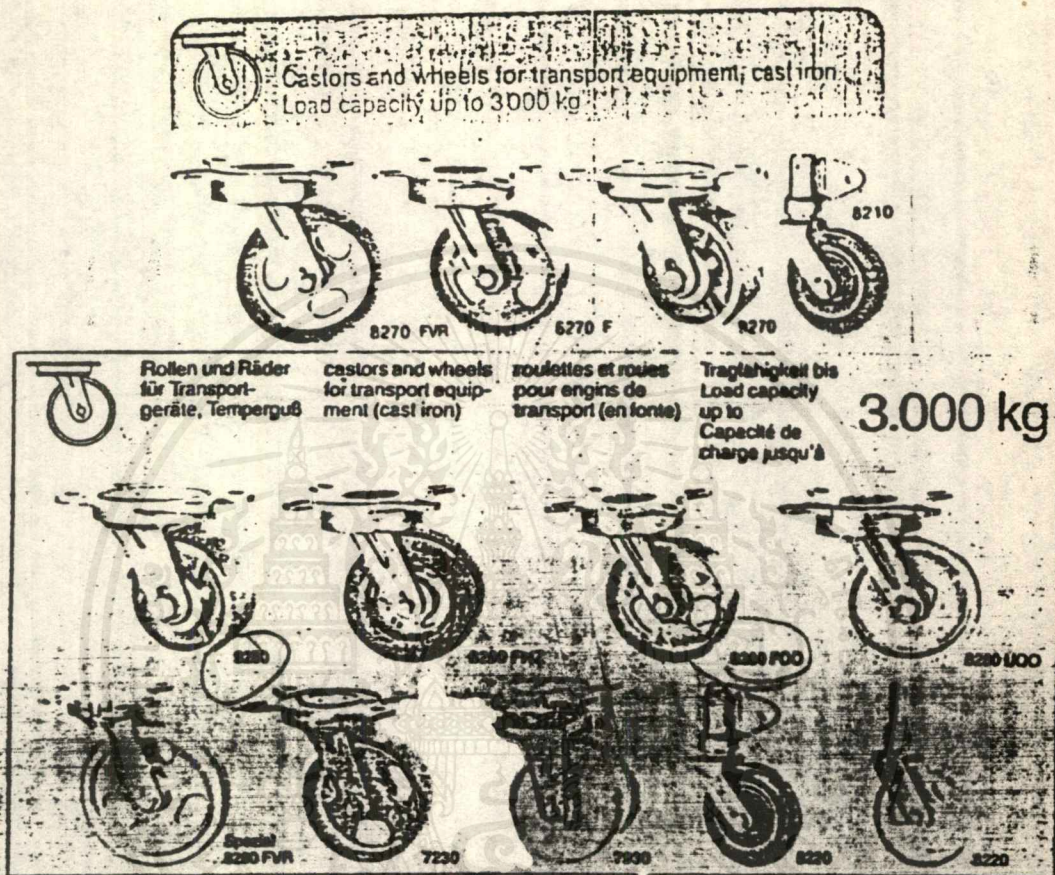 Castors and wheels for transport equipment, cast iron
Load capacity up to 3.000 kg
8210
8270 FVR
8270 F
8270
Rollen und Räder
für Transport-
geräte, Temperguß
castors and wheels
for transport equip-
ment (cast iron)
roulettes et roues
pour engins de
transport (en fonte)
Tragfähigkeit bis
Load capacity
up to
Capacité de
charge jusqu'à
3.000 kg
8280
8280 FOO
8280 UOO
Spezial
8280 FVR
7230
7930
8220
8220